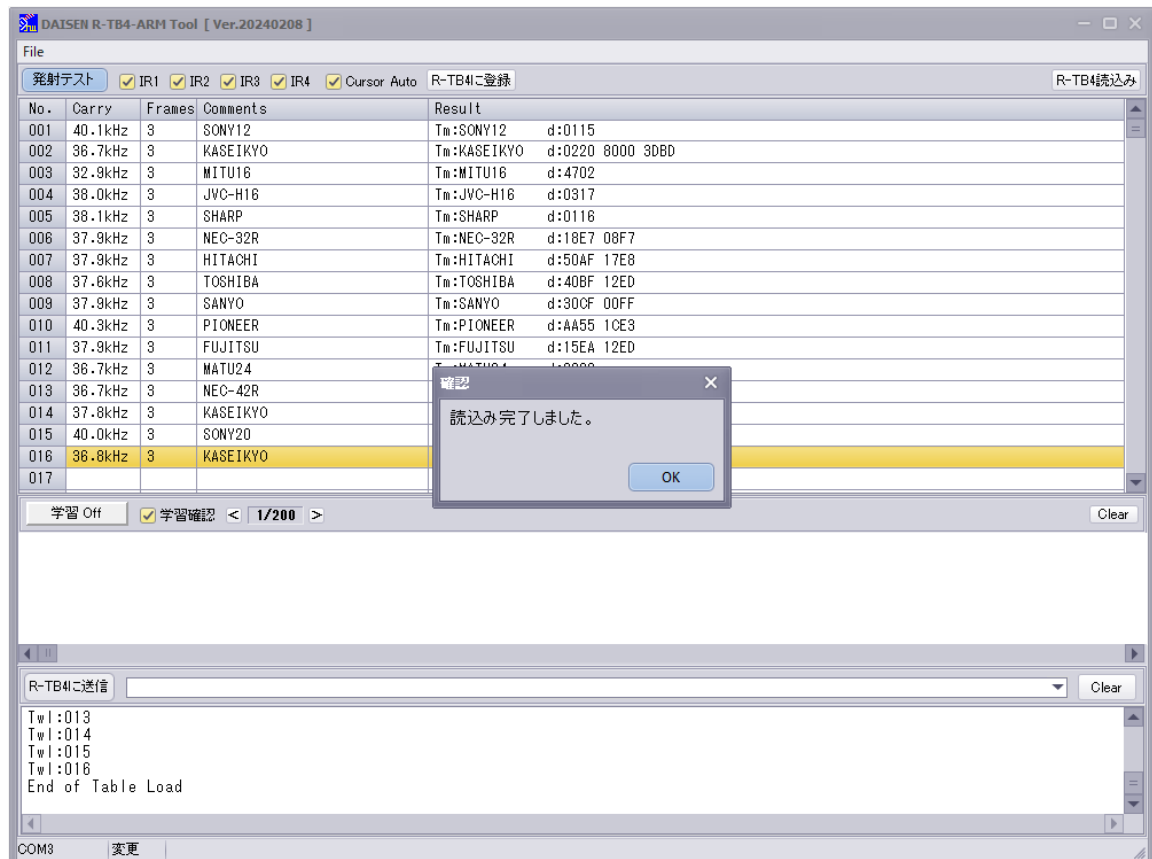 DAISEN R-TB4-ARM Tool [ Ver.20240208 ]
File
発射テスト IR1 IR2 IR3 IR4 Cursor Auto R-TB4に登録 R-TB4読込み
No. Carry Frames Comments Result
001 40.1kHz 3 SONY12 Tm:SONY12 d:0115
002 36.7kHz 3 KASEIKYO Tm:KASEIKYO d:0220 8000 3DBD
003 32.9kHz 3 MITU16 Tm:MITU16 d:4702
004 38.0kHz 3 JVC-H16 Tm:JVC-H16 d:0317
005 38.1kHz 3 SHARP Tm:SHARP d:0116
006 37.9kHz 3 NEC-32R Tm:NEC-32R d:18E7 08F7
007 37.9kHz 3 HITACHI Tm:HITACHI d:50AF 17E8
008 37.6kHz 3 TOSHIBA Tm:TOSHIBA d:40BF 12ED
009 37.9kHz 3 SANYO Tm:SANYO d:30CF 00FF
010 40.3kHz 3 PIONEER Tm:PIONEER d:AA55 1CE3
011 37.9kHz 3 FUJITSU Tm:FUJITSU d:15EA 12ED
012 36.7kHz 3 MATU24
013 36.7kHz 3 NEC-42R
014 37.8kHz 3 KASEIKYO
015 40.0kHz 3 SONY20
016 36.8kHz 3 KASEIKYO
017
確認
読込み完了しました。
OK
学習 Off 学習確認 < 1/200 > Clear
R-TB4に送信 Clear
Twl:013
Twl:014
Twl:015
Twl:016
End of Table Load
COM3 変更